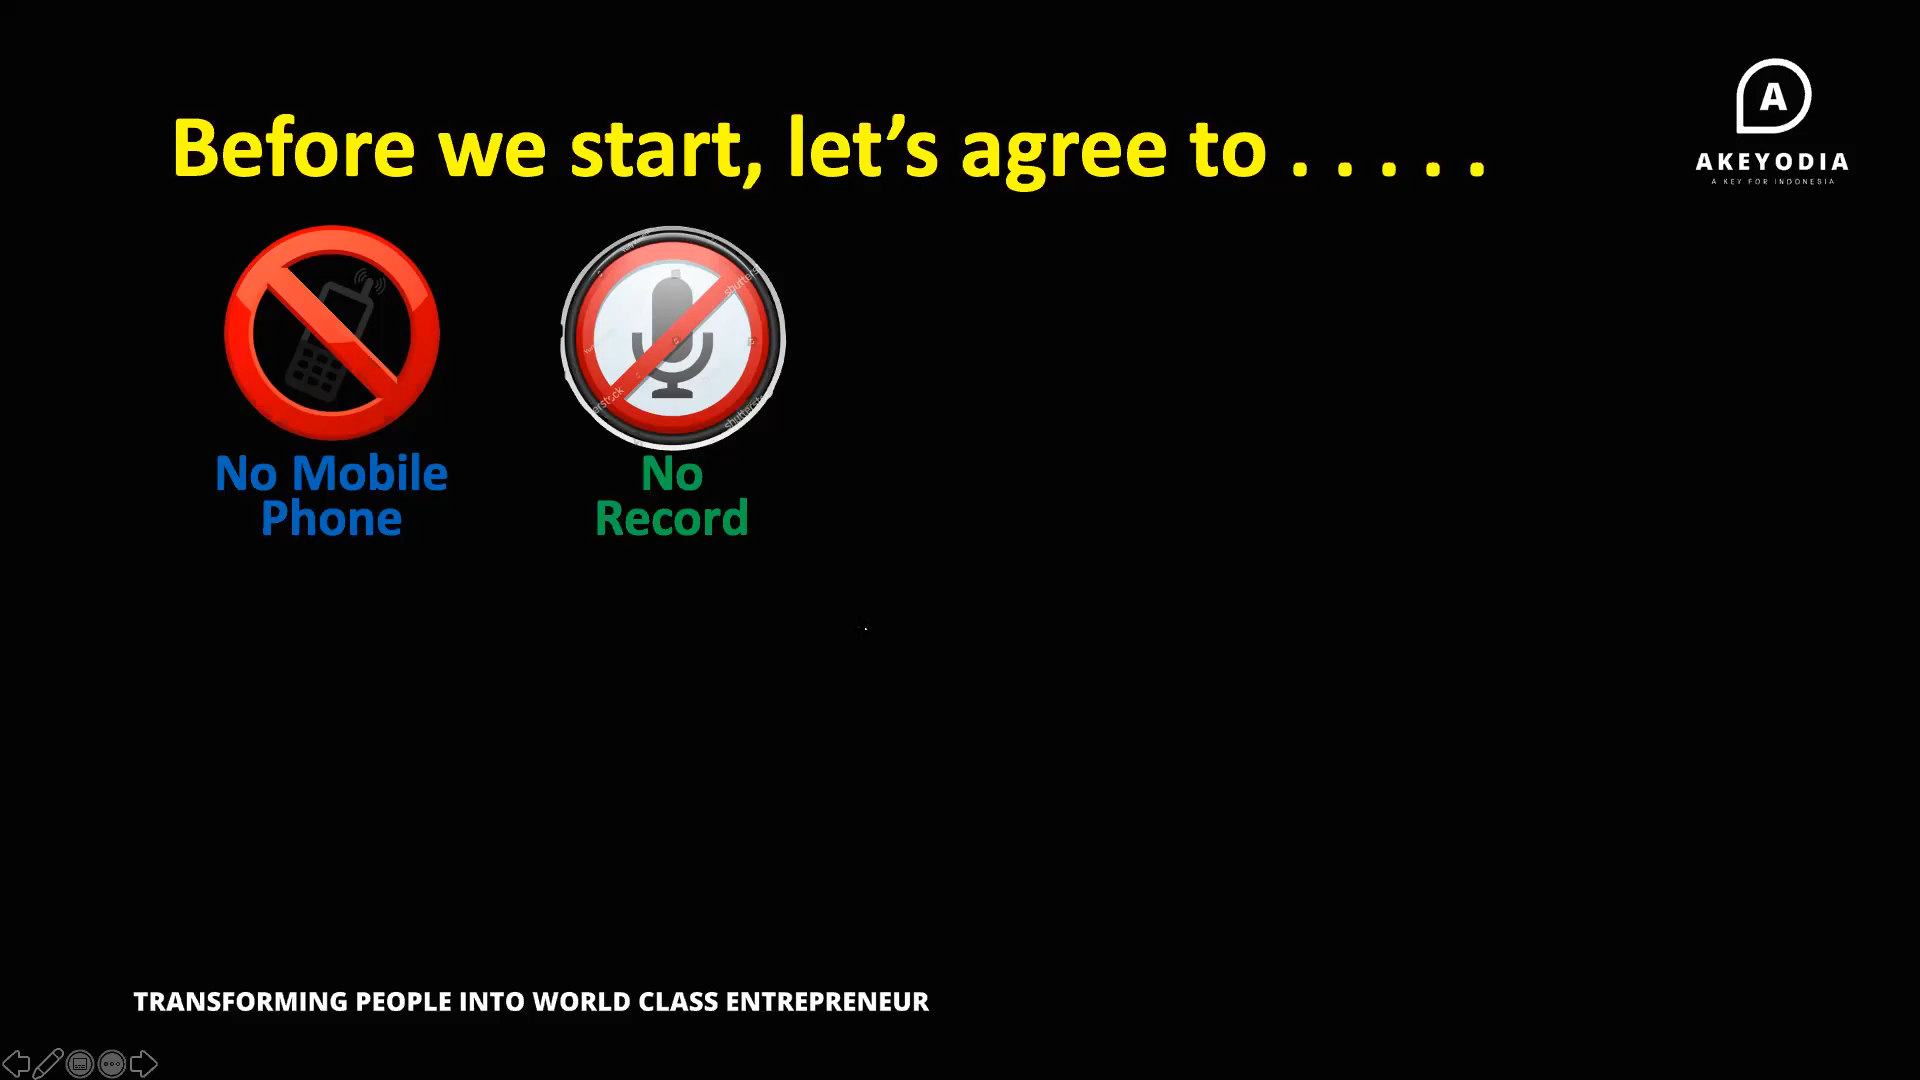 Before we start, let’s agree to . . . . .
A
AKEYODIA
A KEY FOR INDONESIA
No Mobile
Phone
No
Record
TRANSFORMING PEOPLE INTO WORLD CLASS ENTREPRENEUR